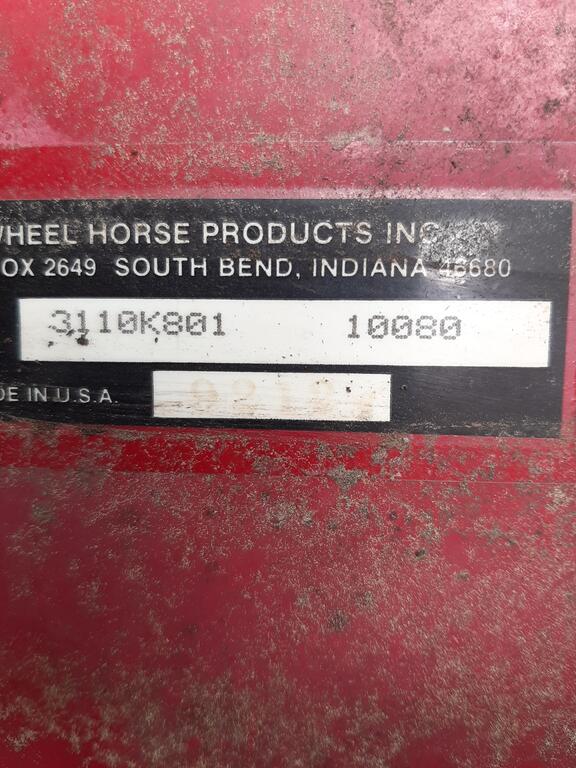 WHEEL HORSE PRODUCTS INC.
OX 2649 SOUTH BEND, INDIANA 46680
3110K801 10080
DE IN U.S.A.